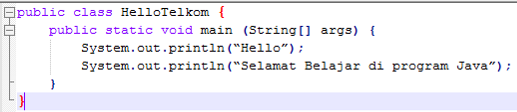 public class HelloTelkom {
    public static void main (String[] args) {
        System.out.println(“Hello”);
        System.out.println(“Selamat Belajar di program Java”);
    }
}